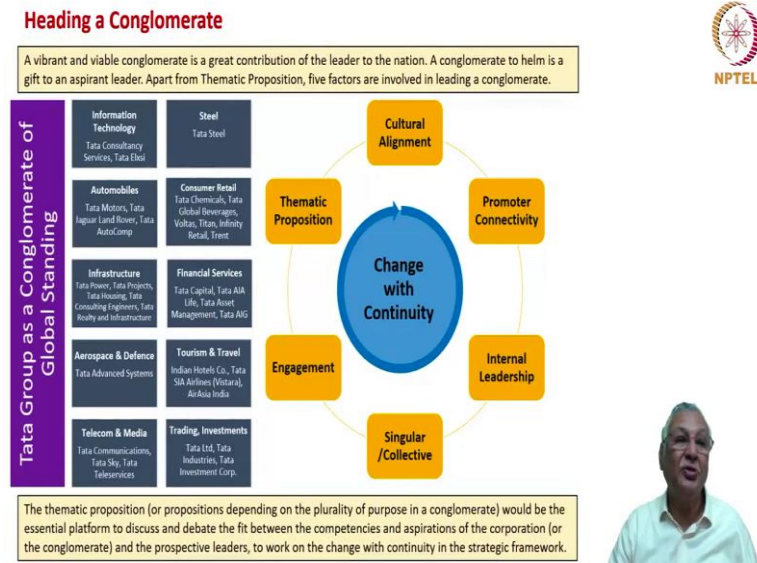 Heading a Conglomerate
NPTEL
A vibrant and viable conglomerate is a great contribution of the leader to the nation. A conglomerate to helm is a
gift to an aspirant leader. Apart from Thematic Proposition, five factors are involved in leading a conglomerate.
Tata Group as a Conglomerate of
Global Standing
Information
Technology
Tata Consultancy
Services, Tata Elxsi
Steel
Tata Steel
Automobiles
Tata Motors, Tata
Jaguar Land Rover, Tata
AutoComp
Consumer Retail
Tata Chemicals, Tata
Global Beverages,
Voltas, Titan, Infinity
Retail, Trent
Infrastructure
Tata Power, Tata Projects,
Tata Housing, Tata
Consulting Engineers, Tata
Realty and Infrastructure
Financial Services
Tata Capital, Tata AIA
Life, Tata Asset
Management, Tata AIG
Aerospace & Defence
Tata Advanced Systems
Tourism & Travel
Indian Hotels Co., Tata
SIA Airlines (Vistara),
AirAsia India
Telecom & Media
Tata Communications,
Tata Sky, Tata
Teleservices
Trading, Investments
Tata Ltd, Tata
Industries, Tata
Investment Corp.
Cultural
Alignment
Thematic
Proposition
Promoter
Connectivity
Change
with
Continuity
Engagement
Internal
Leadership
Singular
/Collective
The thematic proposition (or propositions depending on the plurality of purpose in a conglomerate) would be the
essential platform to discuss and debate the fit between the competencies and aspirations of the corporation (or
the conglomerate) and the prospective leaders, to work on the change with continuity in the strategic framework.